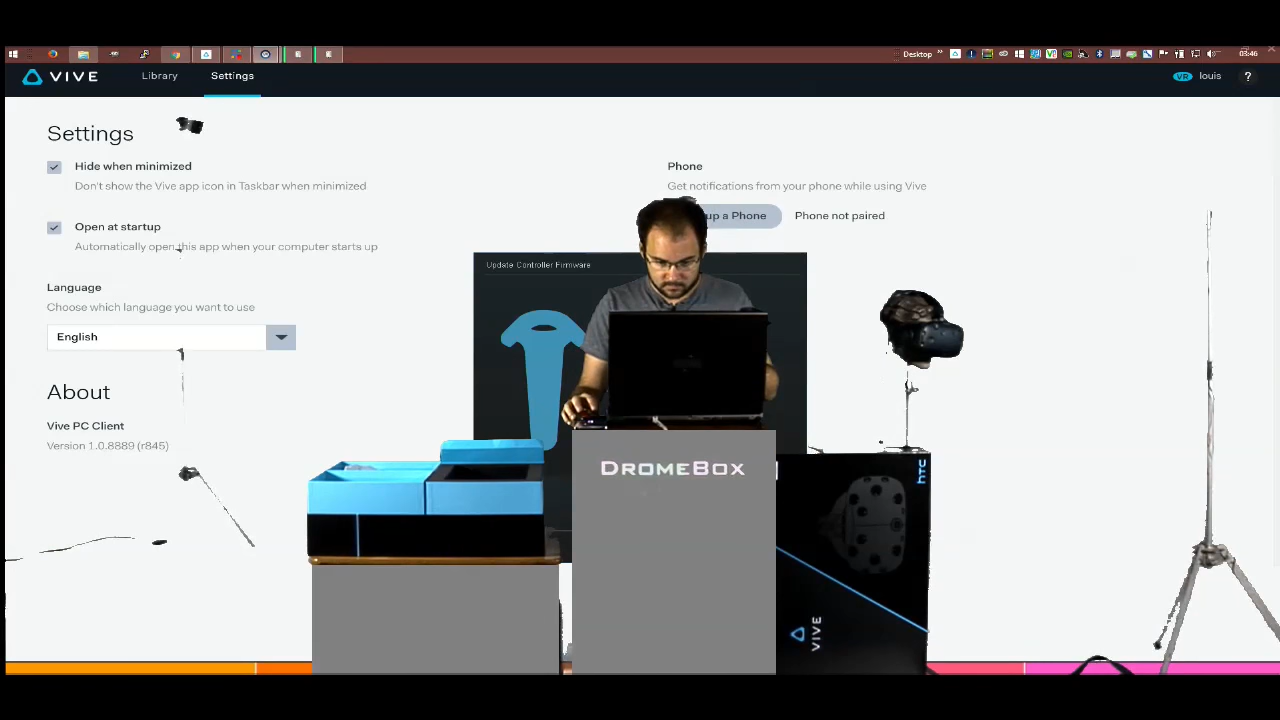 Desktop
03:46
VIVE
Library
Settings
VR
louis
?
Settings
Hide when minimized
Don't show the Vive app icon in Taskbar when minimized
Open at startup
Automatically open this app when your computer starts up
Language
Choose which language you want to use
English
About
Vive PC Client
Version 1.0.8889 (r845)
Phone
Get notifications from your phone while using Vive
up a Phone
Phone not paired
Update Controller Firmware
DROMEBOX
hTC
VIVE